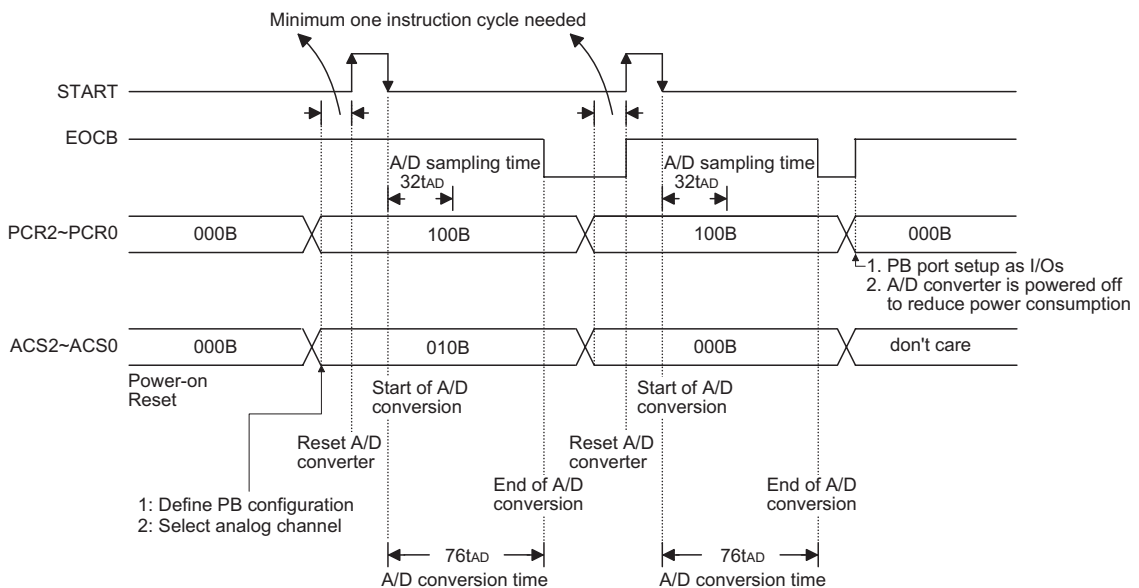 Minimum one instruction cycle needed
START
EOCB
A/D sampling time
32tAD
A/D sampling time
32tAD
PCR2~PCR0
000B
100B
100B
000B
1. PB port setup as I/Os
2. A/D converter is powered off
to reduce power consumption
ACS2~ACS0
000B
010B
000B
don't care
Power-on
Reset
Start of A/D
conversion
Start of A/D
conversion
Reset A/D
converter
Reset A/D
converter
1: Define PB configuration
2: Select analog channel
End of A/D
conversion
End of A/D
conversion
76tAD
A/D conversion time
76tAD
A/D conversion time